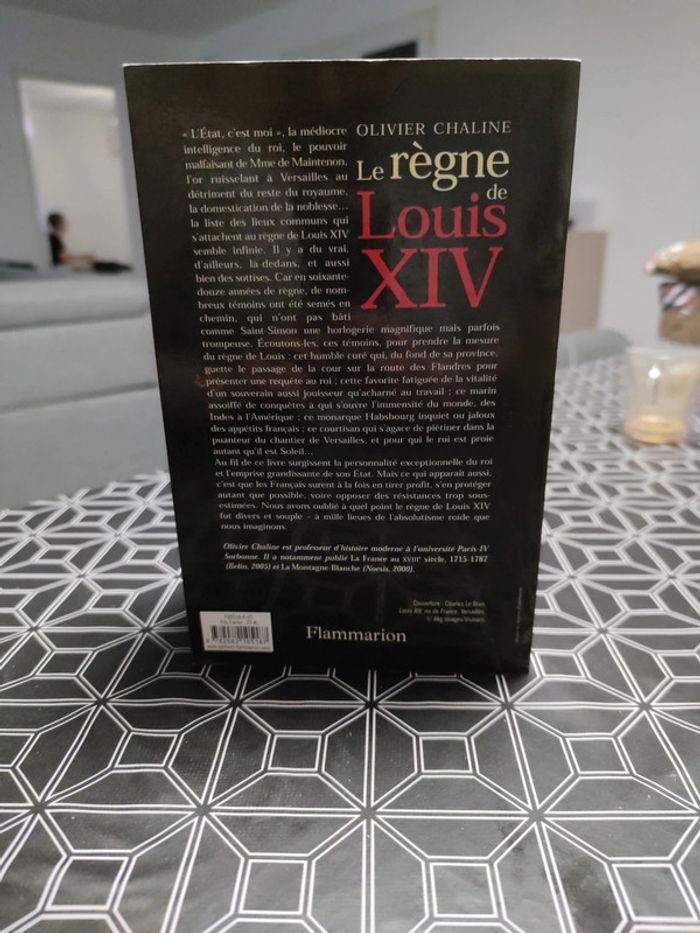 « L'État, c'est moi », la médiocre
intelligence du roi, le pouvoir
malfaisant de Mme de Maintenon,
l'or ruisselant à Versailles au
détriment du reste du royaume,
la domestication de la noblesse...
la liste des lieux communs qui
s'attachent au règne de Louis XIV
semble infinie. Il y a du vrai,
d'ailleurs, là-dedans, et aussi
bien des sottises. Car en soixante-
douze années de règne, de nom-
breux témoins ont été semés en
chemin, qui n'ont pas bâti
OLIVIER CHALINE
Le règne
de
Louis
XIV
comme Saint-Simon une horlogerie magnifique mais parfois
trompeuse. Écoutons-les, ces témoins, pour prendre la mesure
du règne de Louis : cet humble curé qui, du fond de sa province,
guette le passage de la cour sur la route des Flandres pour
présenter une requête au roi ; cette favorite fatiguée de la vitalité
d'un souverain aussi jouisseur qu'acharné au travail ; ce marin
assoiffé de conquêtes à qui s'ouvre l'immensité du monde, des
Indes à l'Amérique ; ce monarque Habsbourg inquiet ou jaloux
des appétits français ; ce courtisan qui s'agace de piétiner dans la
puanteur du chantier de Versailles, et pour qui le roi est proie
autant qu'il est Soleil...
Au fil de ce livre surgissent la personnalité exceptionnelle du roi
et l'emprise grandissante de son État. Mais ce qui apparaît aussi,
c'est que les Français surent à la fois en tirer profit, s'en protéger
autant que possible, voire opposer des résistances trop sous-
estimées. Nous avons oublié à quel point le règne de Louis XIV
fut divers et souple – à mille lieues de l'absolutisme roide que
nous imaginons.
Olivier Chaline est professeur d'histoire moderne à l'université Paris-IV
Sorbonne. Il a notamment publié La France au XVIIIe siècle, 1715-1787
(Belin, 2005) et La Montagne-Blanche (Noesis, 2000).
Couverture : Charles Le Brun,
Louis XIV, roi de France, Versailles,
© Akg images/Visioars.
Prix France : 25 €
Flammarion